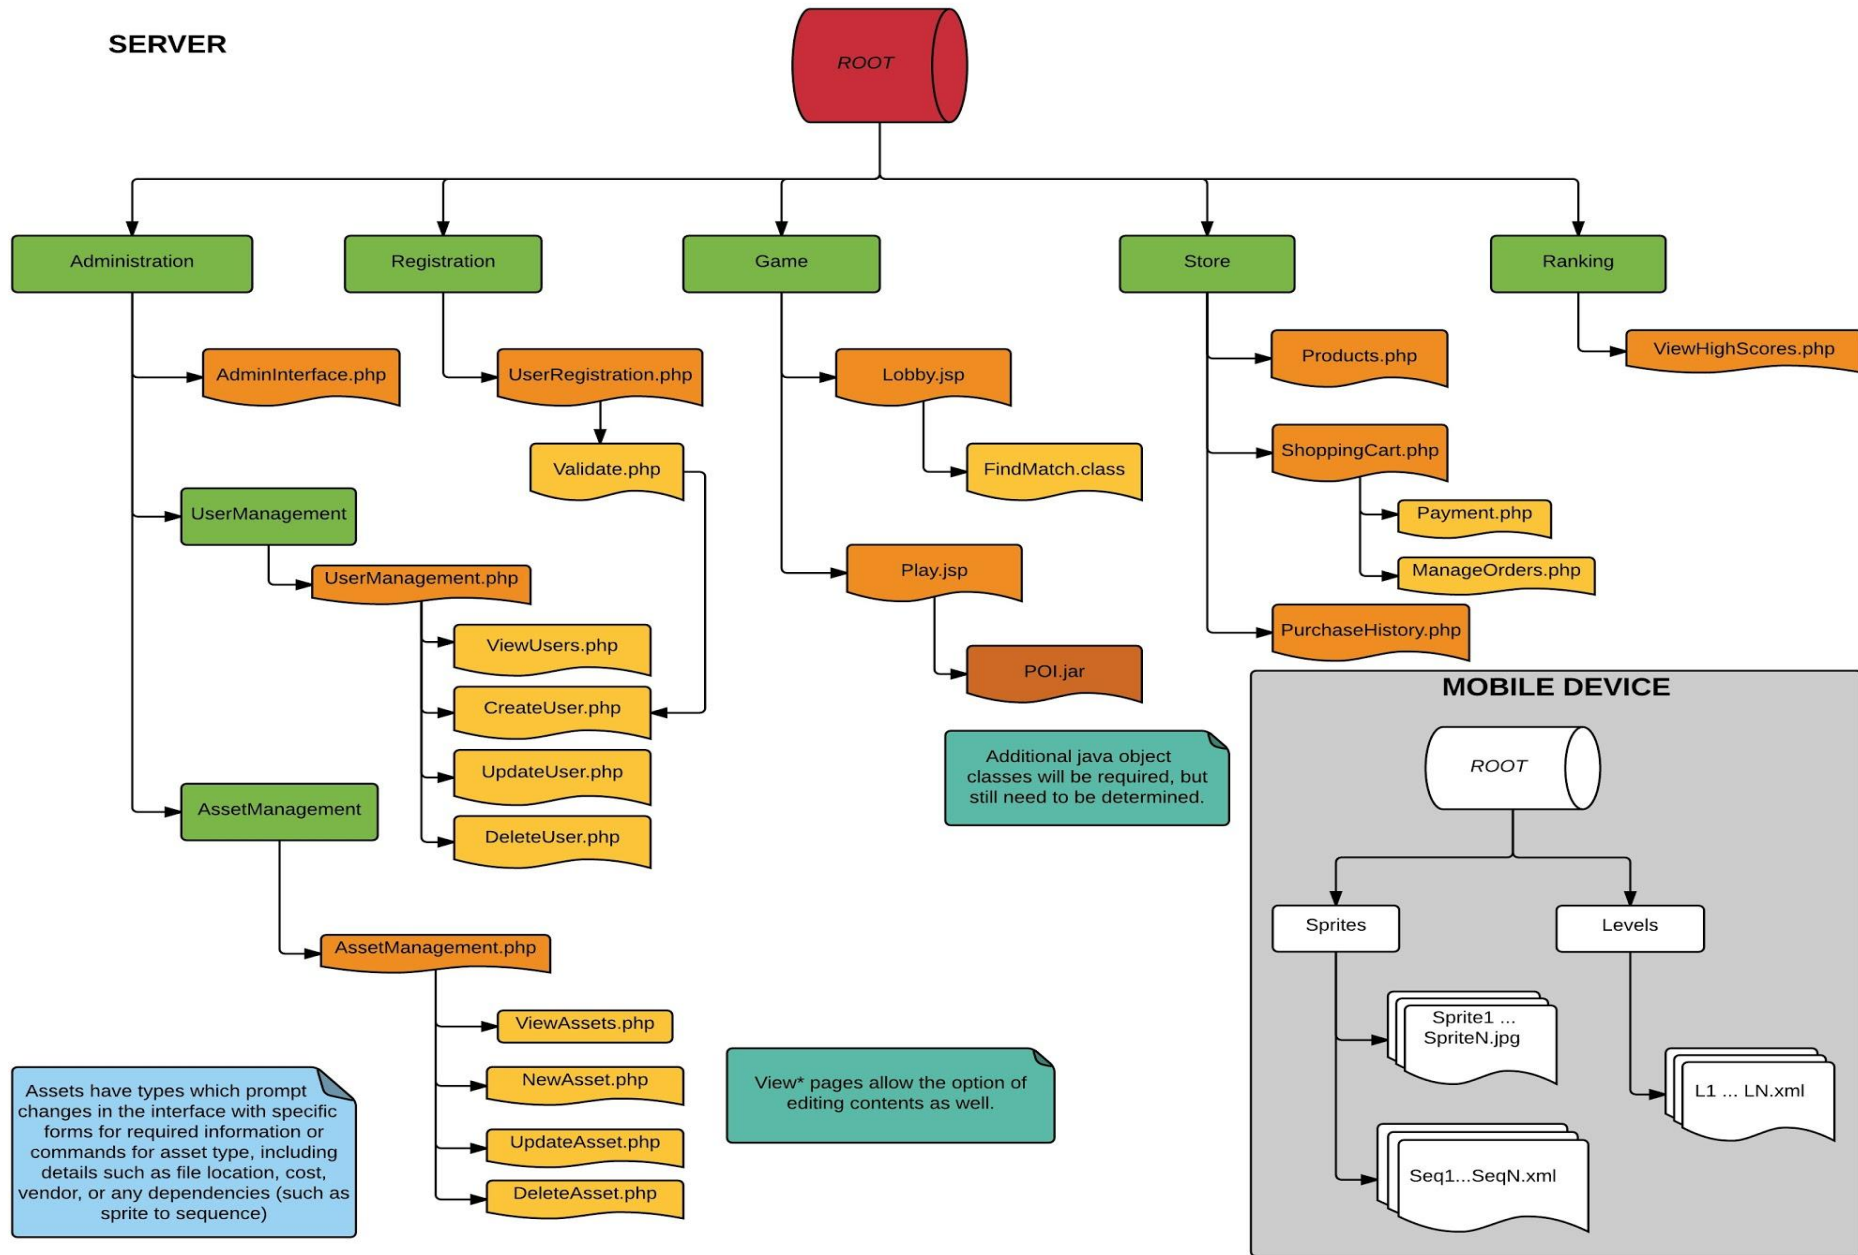 SERVER
ROOT
Administration
Registration
Game
Store
Ranking
AdminInterface.php
UserRegistration.php
Lobby.jsp
Products.php
ViewHighScores.php
Validate.php
FindMatch.class
ShoppingCart.php
UserManagement
Payment.php
UserManagement.php
Play.jsp
ManageOrders.php
ViewUsers.php
PurchaseHistory.php
CreateUser.php
POI.jar
UpdateUser.php
DeleteUser.php
AssetManagement
Additional java object
classes will be required, but
still need to be determined.
MOBILE DEVICE
ROOT
Sprites
Levels
AssetManagement.php
ViewAssets.php
NewAsset.php
UpdateAsset.php
DeleteAsset.php
Sprite1 ...
SpriteN.jpg
L1 ... LN.xml
Seq1...SeqN.xml
Assets have types which prompt
changes in the interface with specific
forms for required information or
commands for asset type, including
details such as file location, cost,
vendor, or any dependencies (such as
sprite to sequence)
View* pages allow the option of
editing contents as well.